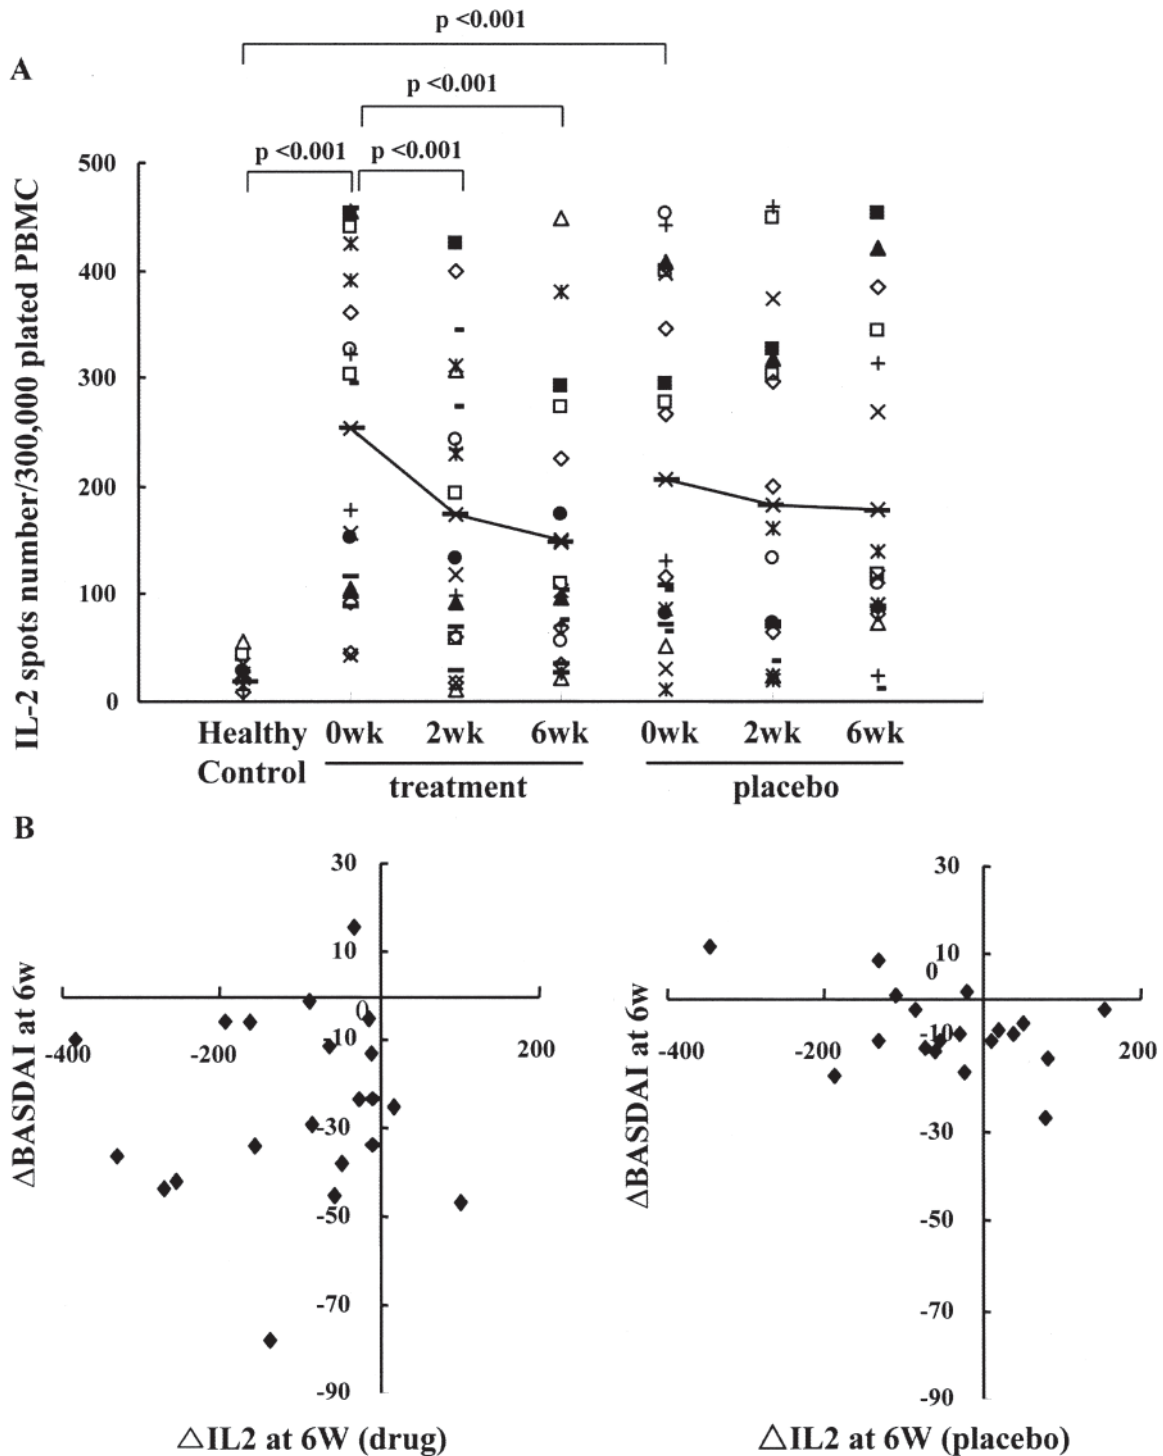 p <0.001
A
p <0.001
p <0.001 p <0.001
IL-2 spots number/300,000 plated PBMC
500
400
300
200
100
0
Healthy Control
0wk 2wk 6wk 0wk 2wk 6wk
treatment placebo
B
ΔBASDAI at 6w
30
10
0
-10
-30
-50
-70
-90
-400 -200 200
△IL2 at 6W (drug)
ΔBASDAI at 6w
30
10
0
-10
-30
-50
-70
-90
-400 -200 200
△IL2 at 6W (placebo)